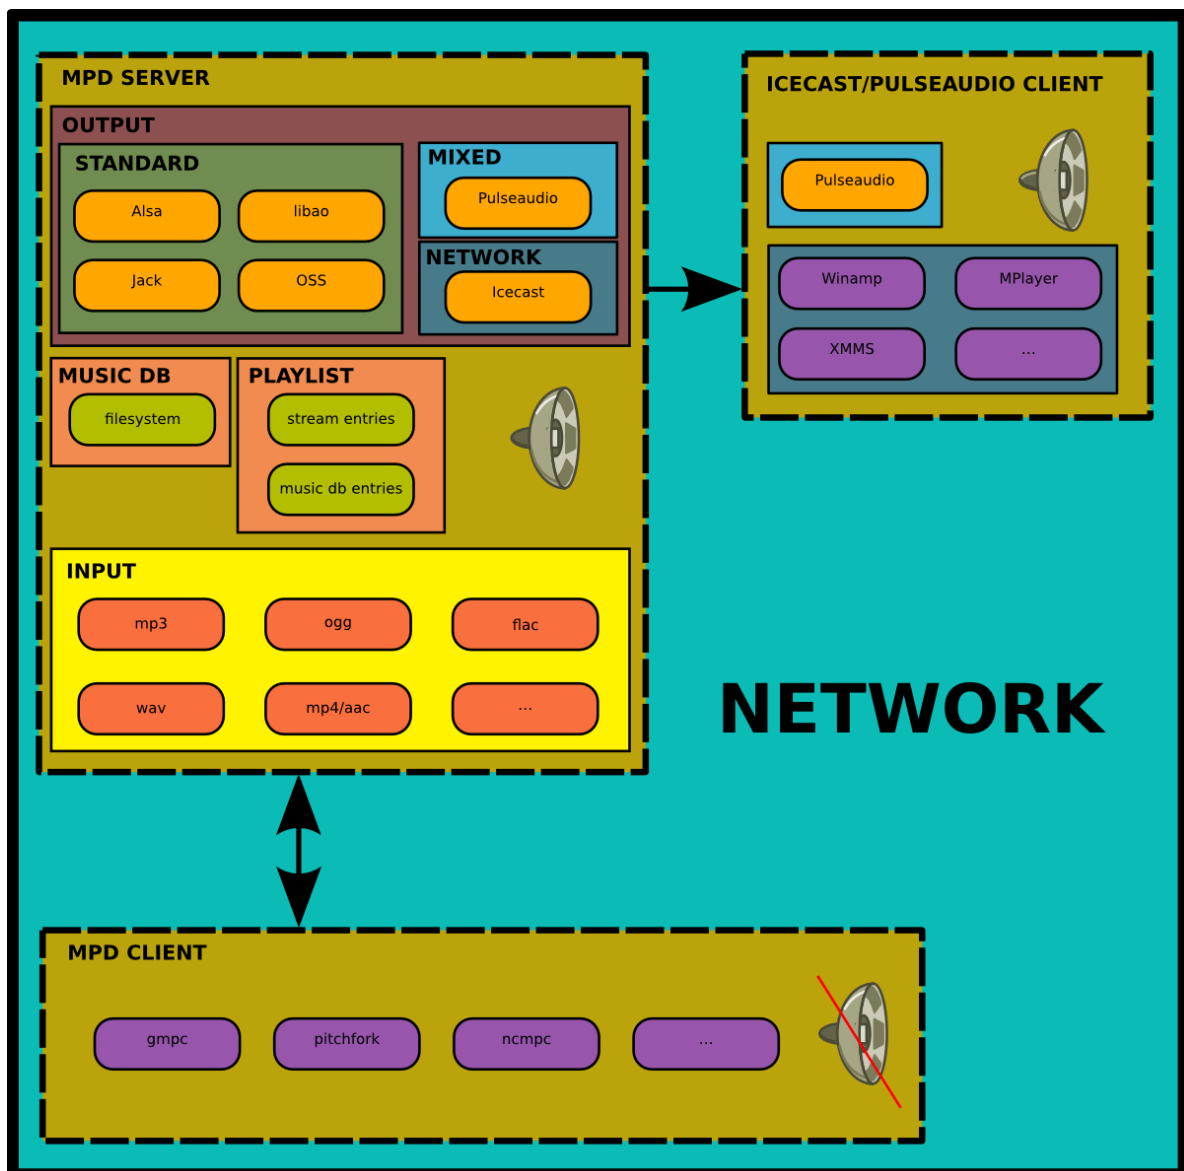 MPD SERVER
OUTPUT
STANDARD
Alsa
libao
Jack
OSS
MIXED
Pulseaudio
NETWORK
Icecast
MUSIC DB
filesystem
PLAYLIST
stream entries
music db entries
INPUT
mp3
ogg
flac
wav
mp4/aac
...
ICECAST/PULSEAUDIO CLIENT
Pulseaudio
Winamp
MPlayer
XMMS
...
NETWORK
MPD CLIENT
gmpc
pitchfork
ncmpc
...